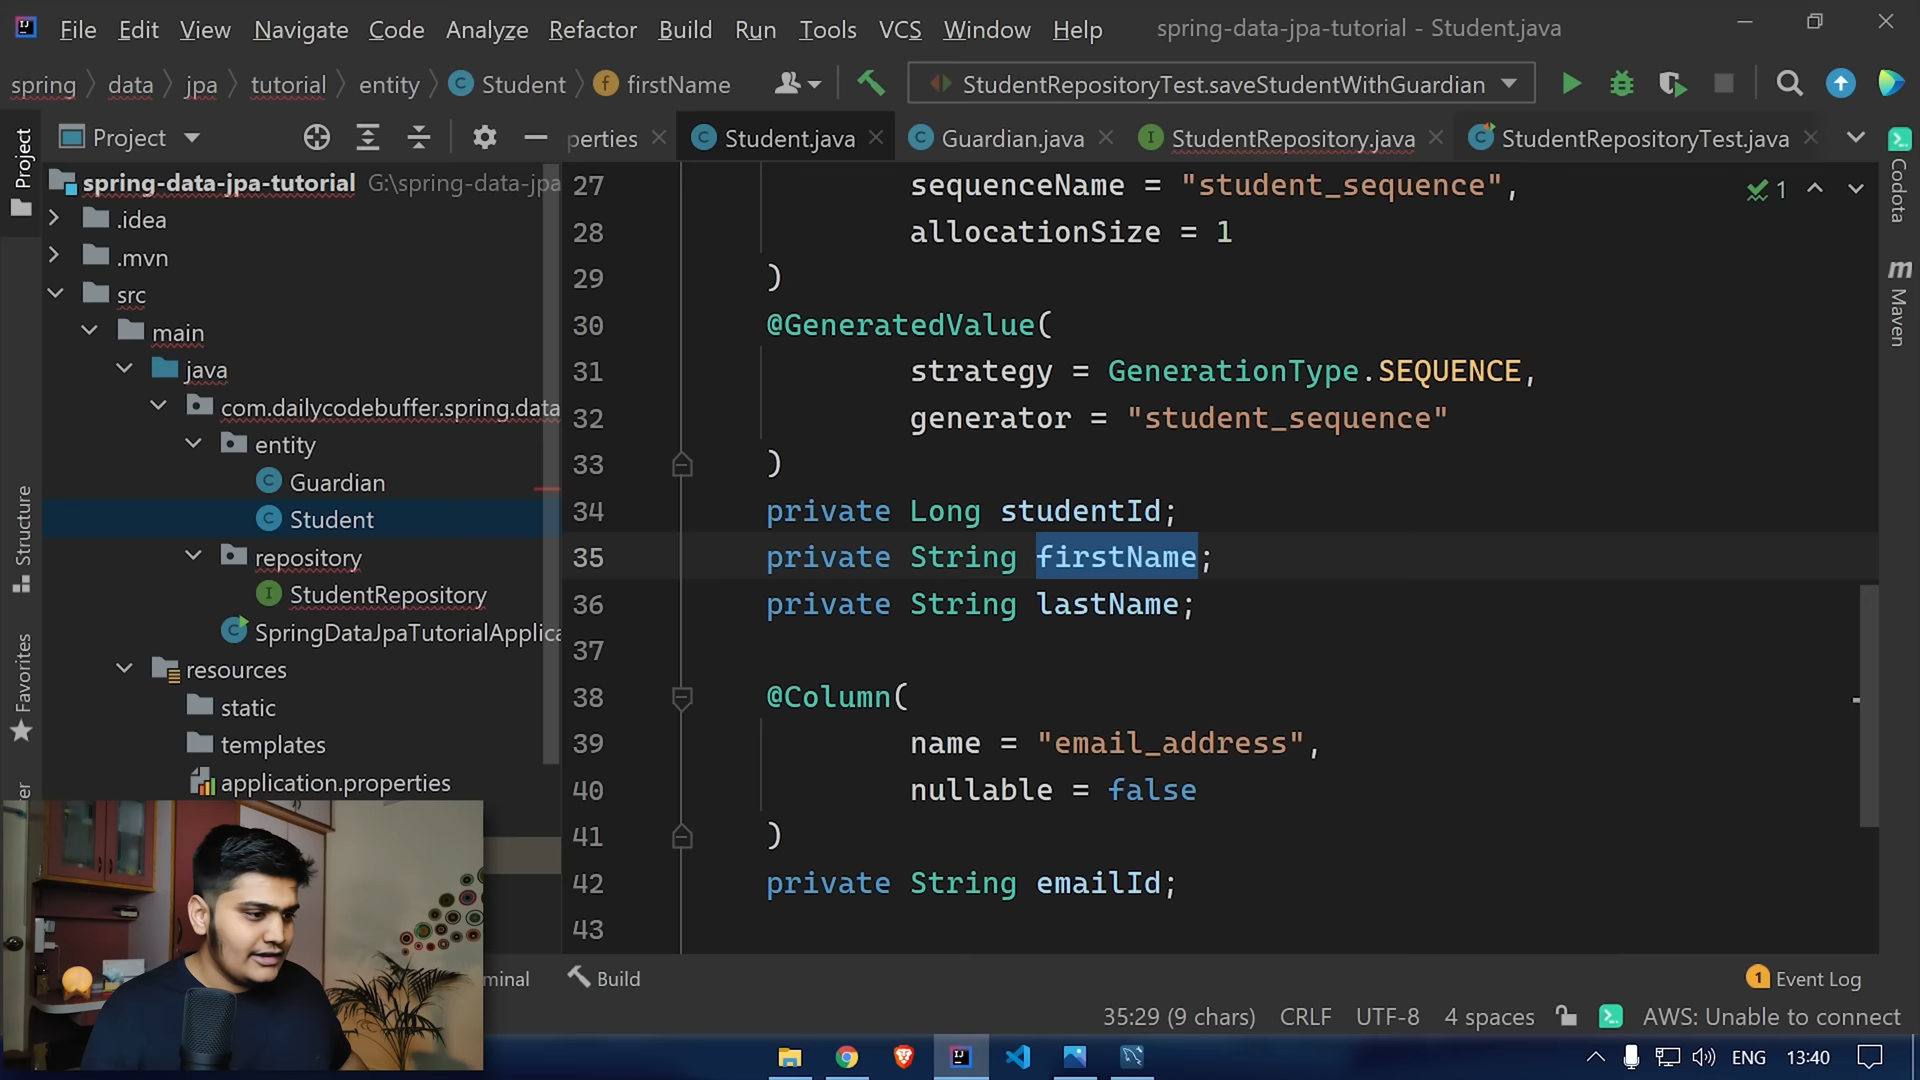 File Edit View Navigate Code Analyze Refactor Build Run Tools VCS Window Help spring-data-jpa-tutorial - Student.java
spring data jpa tutorial entity Student firstName StudentRepositoryTest.saveStudentWithGuardian
Project perties Student.java Guardian.java StudentRepository.java StudentRepositoryTest.java
Project
Structure
Favorites
er
spring-data-jpa-tutorial G:\spring-data-jpa
.idea
.mvn
src
main
java
com.dailycodebuffer.spring.data
entity
Guardian
Student
repository
StudentRepository
SpringDataJpaTutorialApplica
resources
static
templates
application.properties
27 sequenceName = "student_sequence",
28 allocationSize = 1
29 )
30 @GeneratedValue(
31 strategy = GenerationType.SEQUENCE,
32 generator = "student_sequence"
33 )
34 private Long studentId;
35 private String firstName;
36 private String lastName;
37
38 @Column(
39 name = "email_address",
40 nullable = false
41 )
42 private String emailId;
43
1
Codota
Maven
minal Build 1 Event Log
35:29 (9 chars) CRLF UTF-8 4 spaces AWS: Unable to connect
ENG 13:40